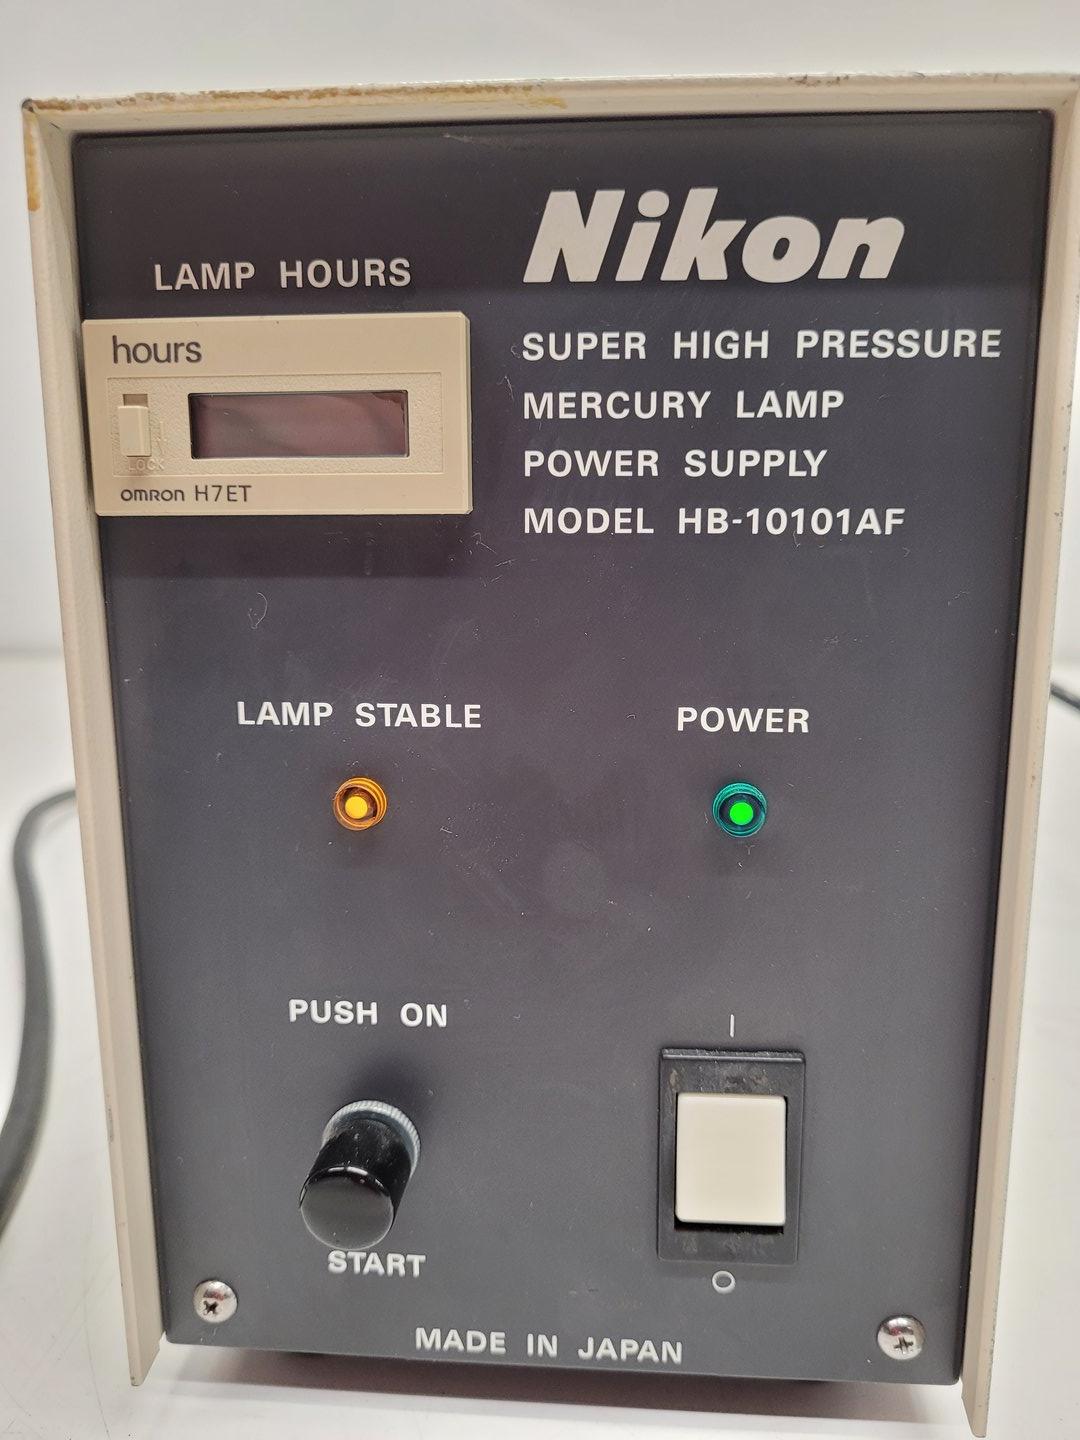 Nikon
LAMP HOURS
hours
LOCK
omron H7ET
SUPER HIGH PRESSURE
MERCURY LAMP
POWER SUPPLY
MODEL HB-10101AF
LAMP STABLE
POWER
PUSH ON
START
I
O
MADE IN JAPAN